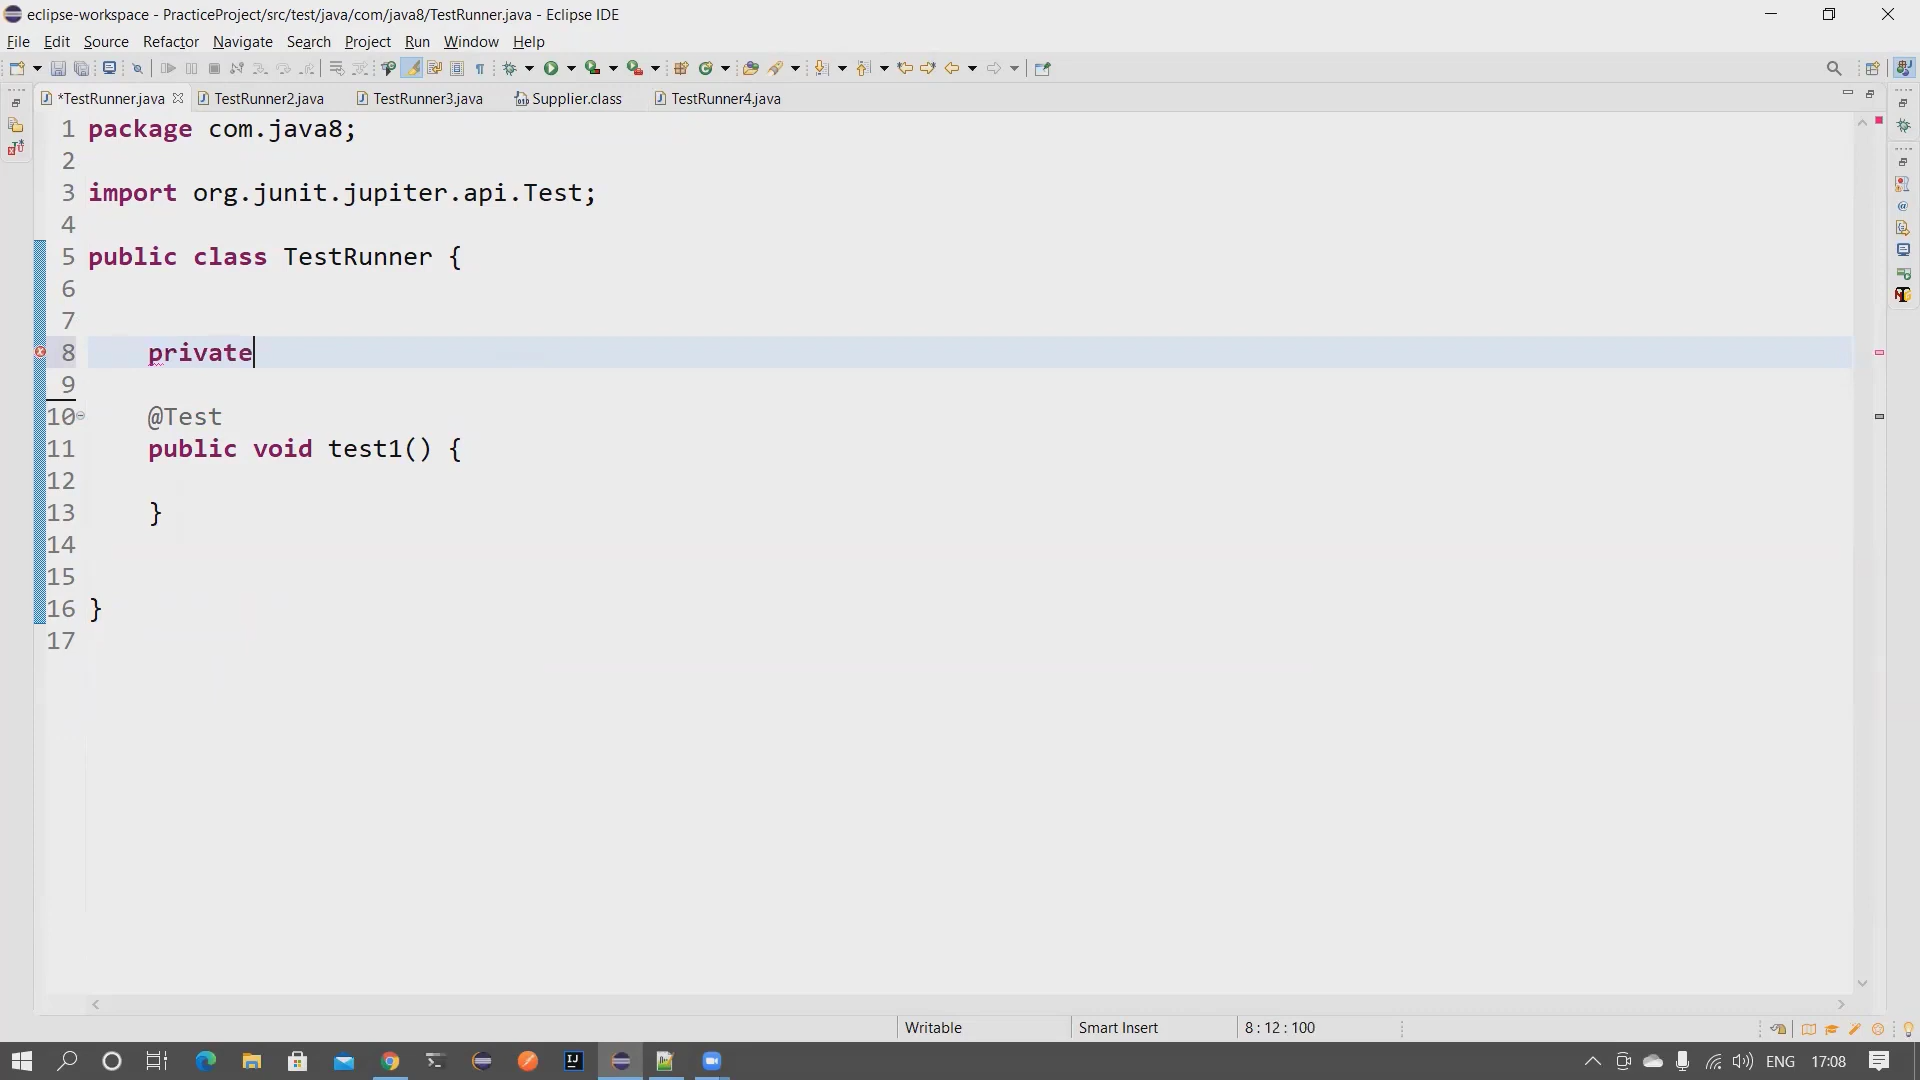 eclipse-workspace - PracticeProject/src/test/java/com/java8/TestRunner.java - Eclipse IDE
File Edit Source Refactor Navigate Search Project Run Window Help
*TestRunner.java TestRunner2.java TestRunner3.java Supplier.class TestRunner4.java
1 package com.java8;
2
3 import org.junit.jupiter.api.Test;
4
5 public class TestRunner {
6
7
8 private
9
10 @Test
11 public void test1() {
12
13 }
14
15
16 }
17
Writable Smart Insert 8 : 12 : 100
ENG 17:08